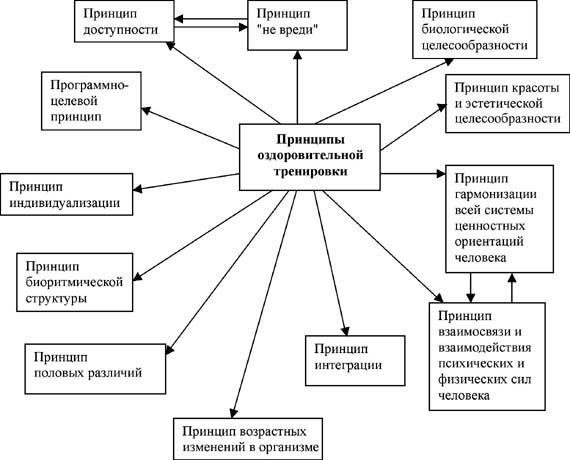 Принцип
доступности
Принцип
"не вреди"
Принцип
биологической
целесообразности
Программно-
целевой
принцип
Принцип красоты
и эстетической
целесообразности
Принципы
оздоровительной
тренировки
Принцип
индивидуализации
Принцип
гармонизации
всей системы
ценностных
ориентаций
человека
Принцип
биоритмической
структуры
Принцип
взаимосвязи и
взаимодействия
психических и
физических сил
человека
Принцип
половых различий
Принцип
интеграции
Принцип возрастных
изменений в организме